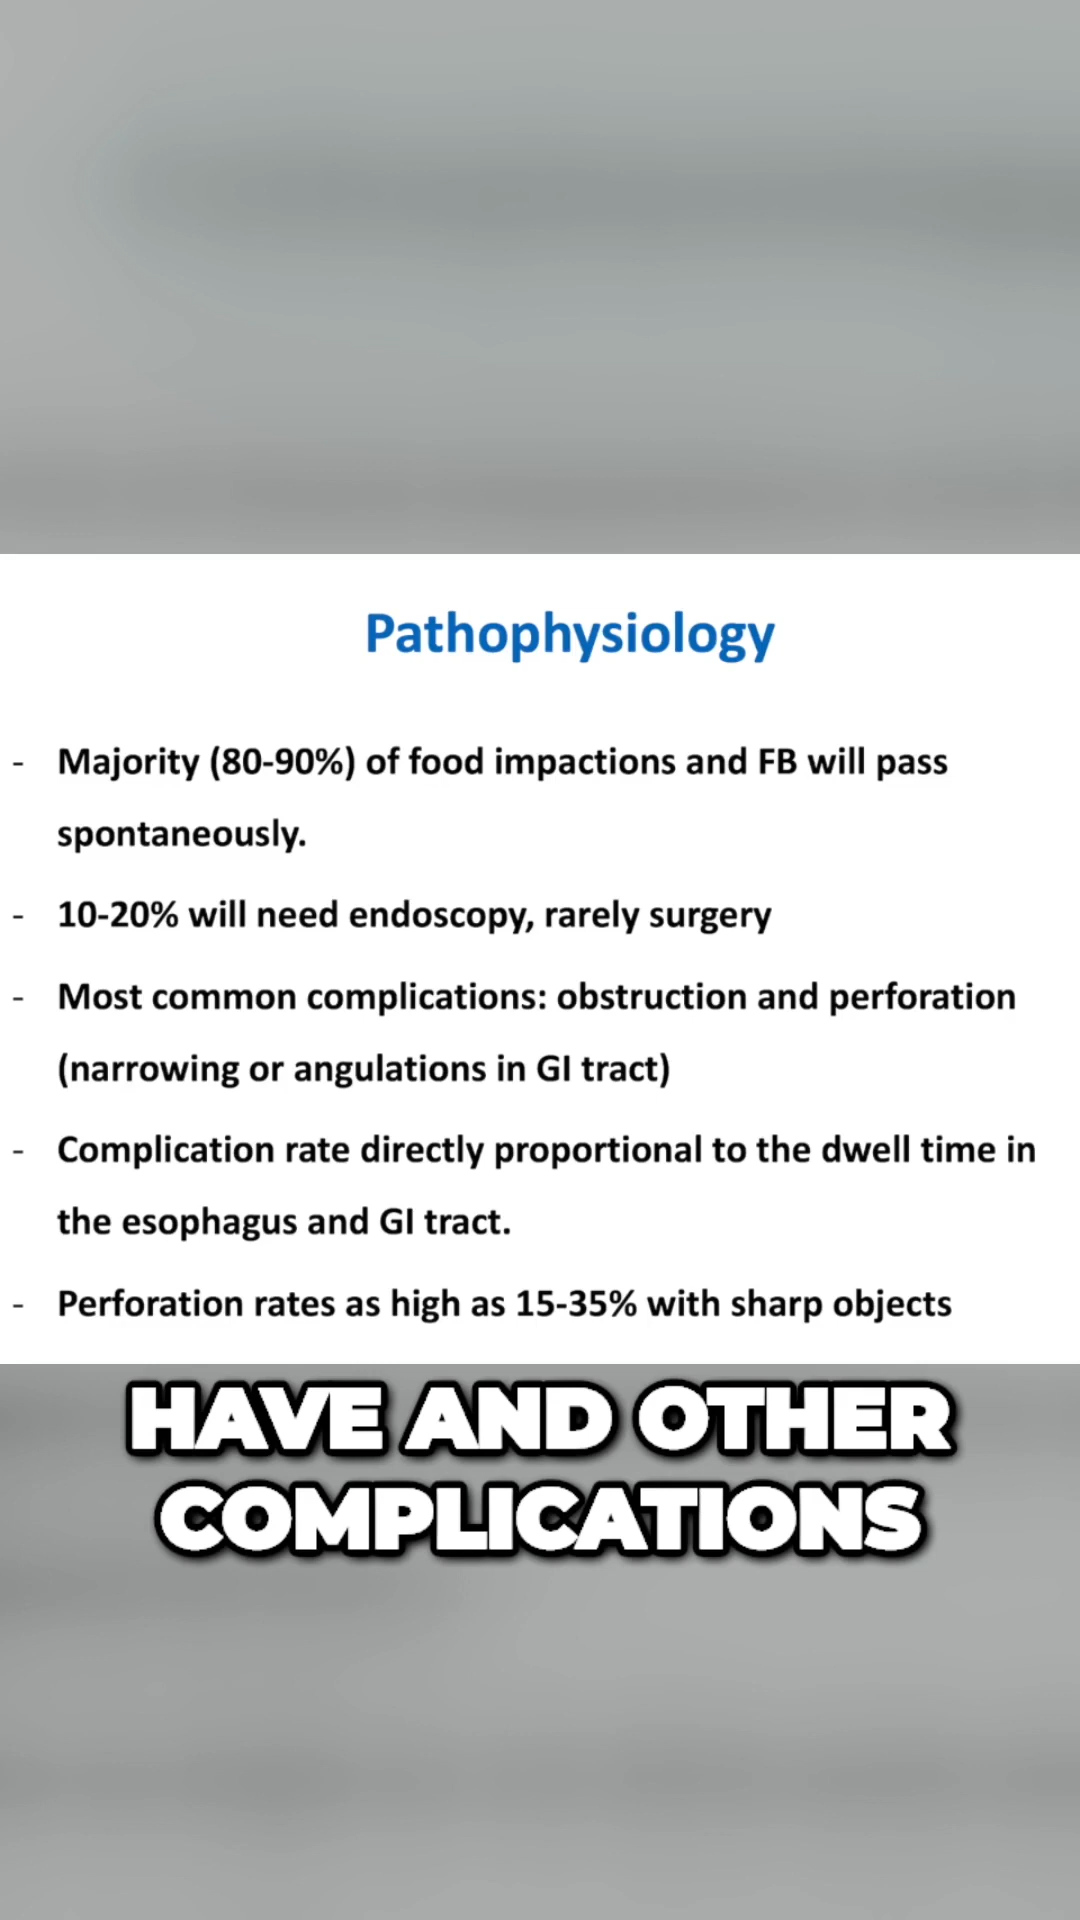 Pathophysiology
- Majority (80-90%) of food impactions and FB will pass
spontaneously.
- 10-20% will need endoscopy, rarely surgery
- Most common complications: obstruction and perforation
(narrowing or angulations in GI tract)
- Complication rate directly proportional to the dwell time in
the esophagus and GI tract.
- Perforation rates as high as 15-35% with sharp objects
HAVE AND OTHER
COMPLICATIONS